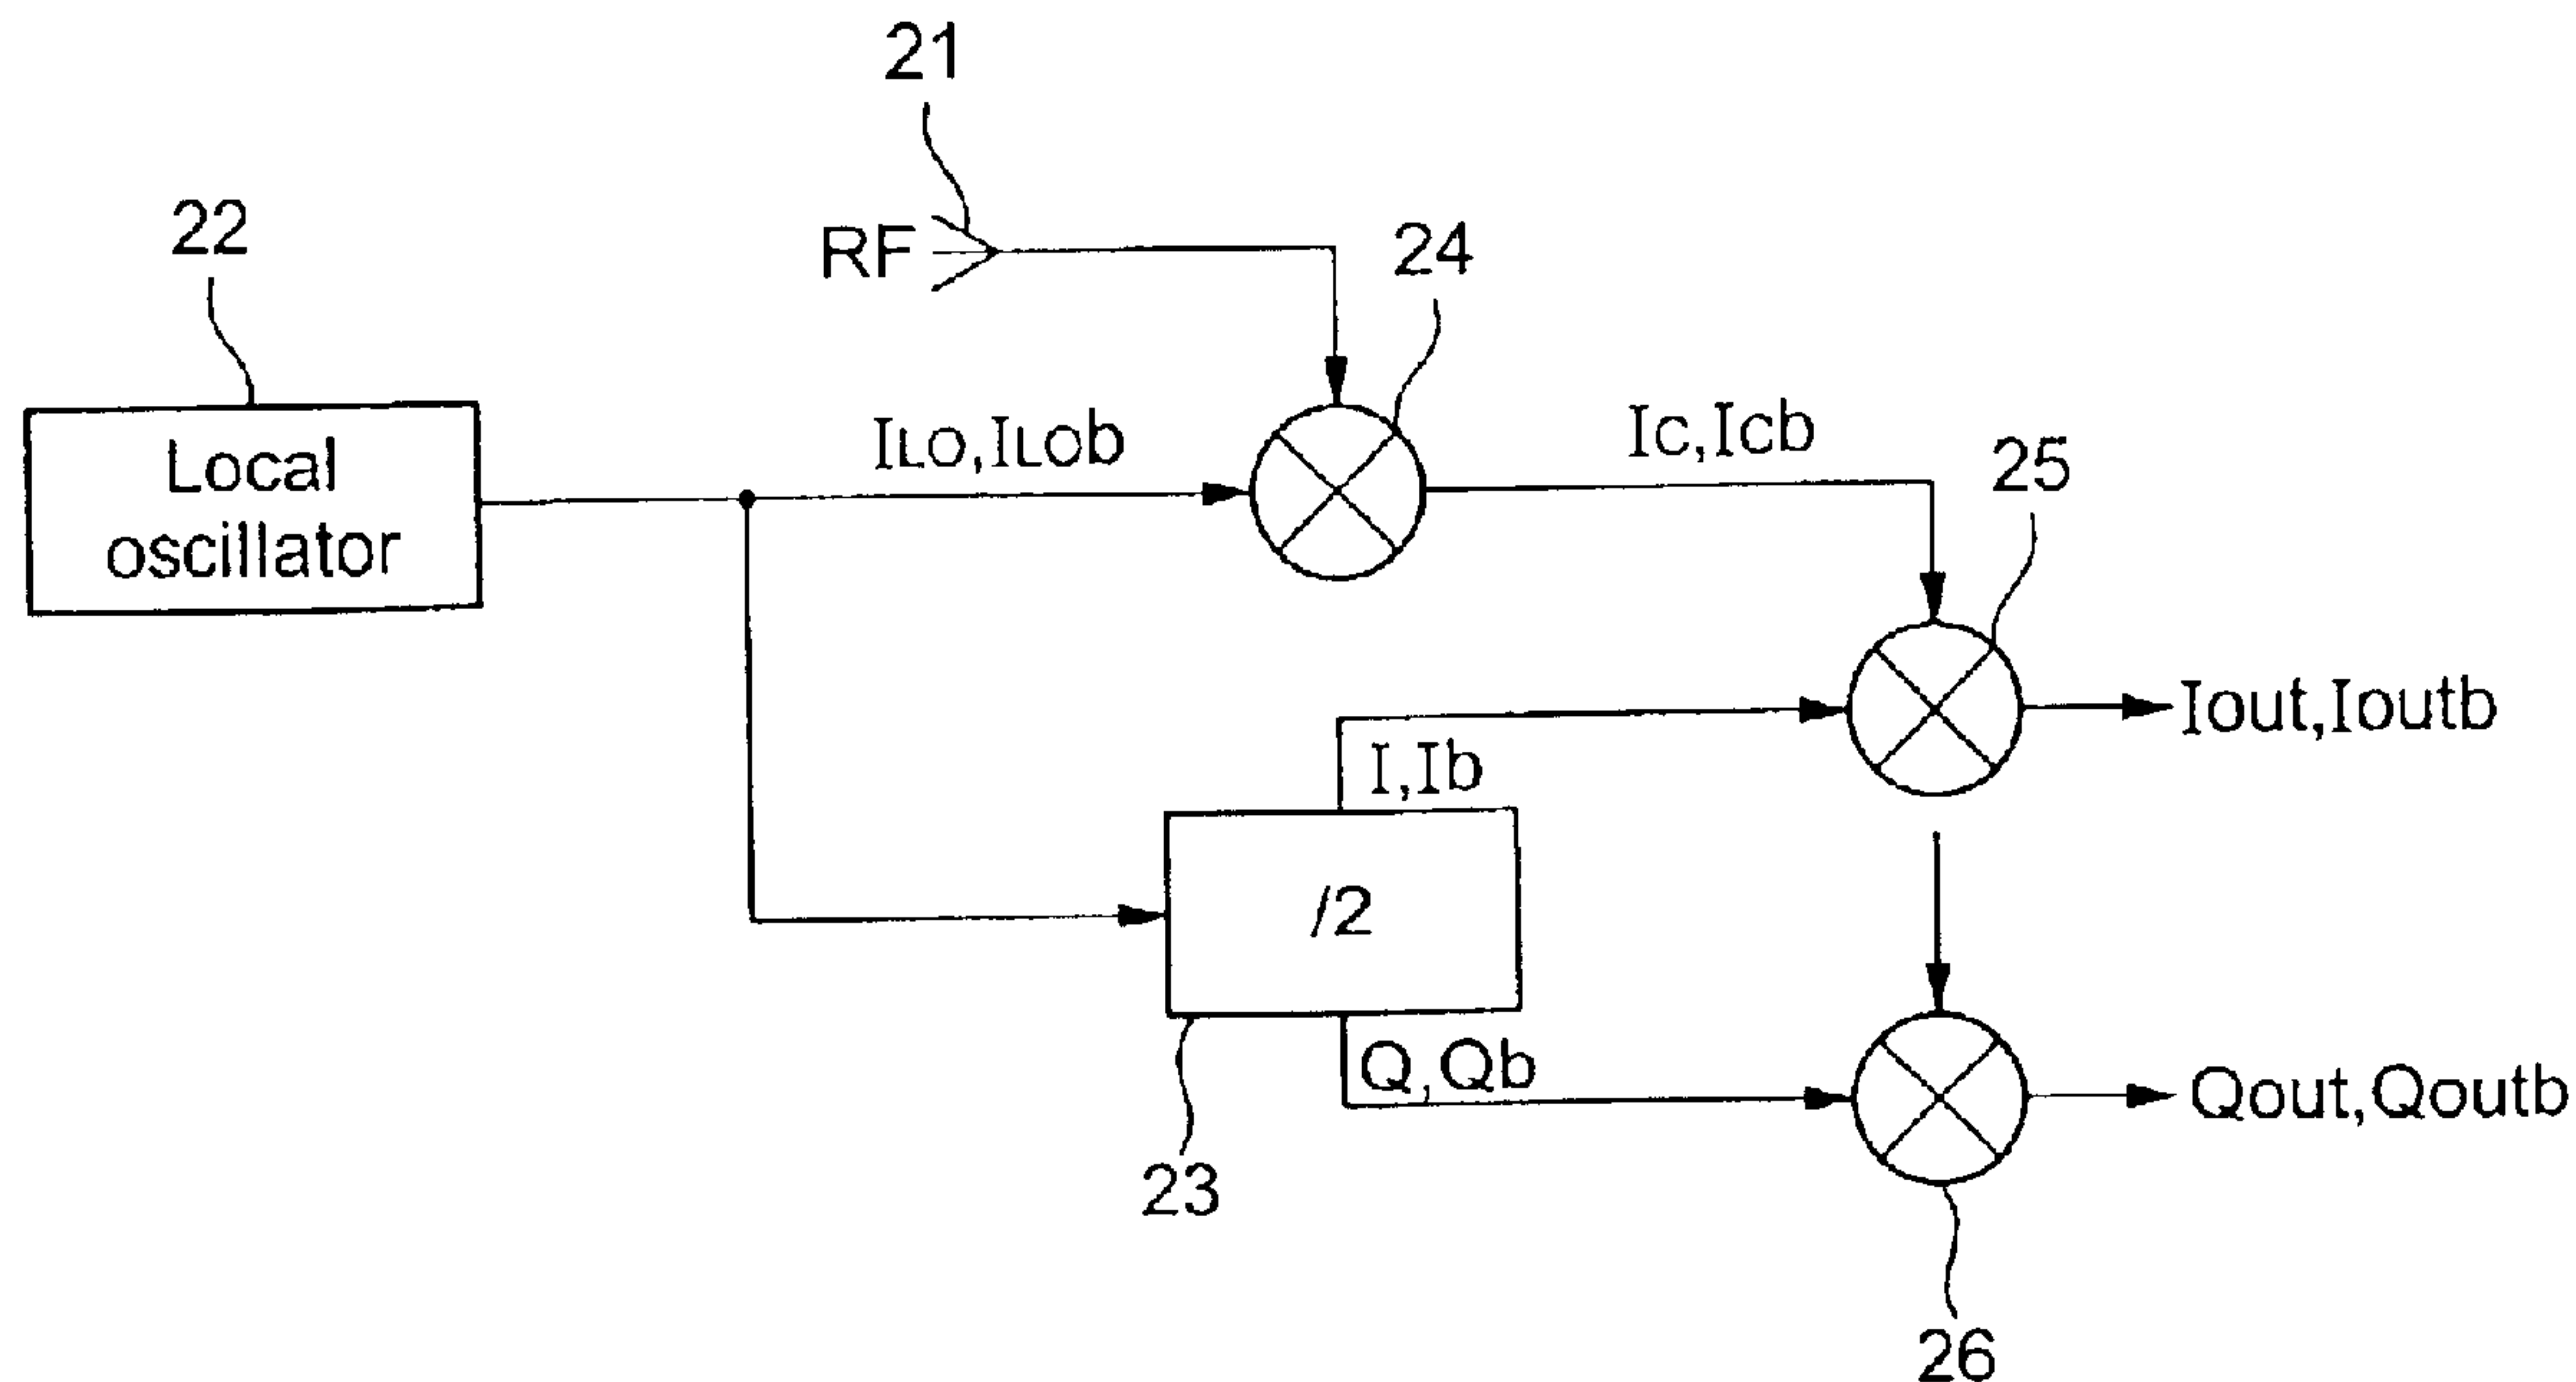 21
22
RF
24
ILO,ILOb
IC,ICb
25
Local
oscillator
Iout,Ioutb
I,Ib
/2
Q,Qb
Qout,Qoutb
23
26